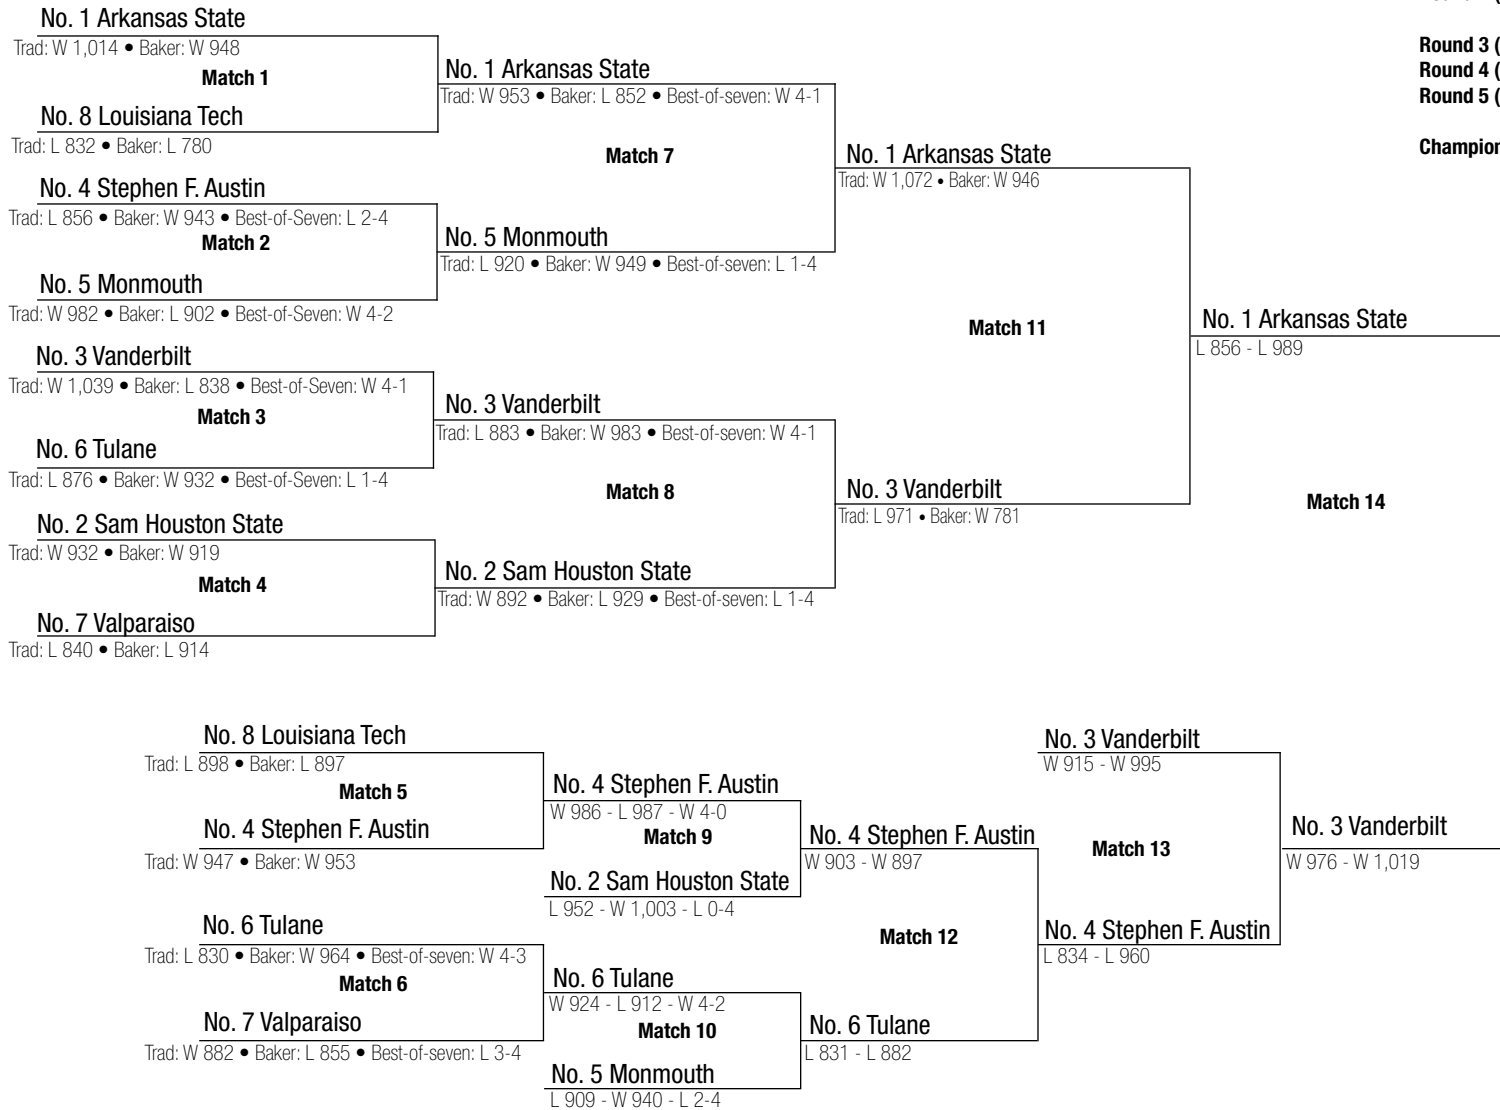 No. 1 Arkansas State
Trad: W 1,014 • Baker: W 948
Match 1
No. 8 Louisiana Tech
Trad: L 832 • Baker: L 780
No. 4 Stephen F. Austin
Trad: L 856 • Baker: W 943 • Best-of-Seven: L 2-4
Match 2
No. 5 Monmouth
Trad: W 982 • Baker: L 902 • Best-of-Seven: W 4-2
No. 3 Vanderbilt
Trad: W 1,039 • Baker: L 838 • Best-of-Seven: W 4-1
Match 3
No. 6 Tulane
Trad: L 876 • Baker: W 932 • Best-of-Seven: L 1-4
No. 2 Sam Houston State
Trad: W 932 • Baker: W 919
Match 4
No. 7 Valparaiso
Trad: L 840 • Baker: L 914
No. 1 Arkansas State
Trad: W 953 • Baker: L 852 • Best-of-seven: W 4-1
Match 7
No. 5 Monmouth
Trad: L 920 • Baker: W 949 • Best-of-seven: L 1-4
No. 3 Vanderbilt
Trad: L 883 • Baker: W 983 • Best-of-seven: W 4-1
Match 8
No. 2 Sam Houston State
Trad: W 892 • Baker: L 929 • Best-of-seven: L 1-4
No. 1 Arkansas State
Trad: W 1,072 • Baker: W 946
Match 11
No. 3 Vanderbilt
Trad: L 971 • Baker: W 781
No. 1 Arkansas State
L 856 - L 989
Match 14
Round 3 (
Round 4 (
Round 5 (
Champion
No. 8 Louisiana Tech
Trad: L 898 • Baker: L 897
Match 5
No. 4 Stephen F. Austin
Trad: W 947 • Baker: W 953
No. 6 Tulane
Trad: L 830 • Baker: W 964 • Best-of-seven: W 4-3
Match 6
No. 7 Valparaiso
Trad: W 882 • Baker: L 855 • Best-of-seven: L 3-4
No. 4 Stephen F. Austin
W 986 - L 987 - W 4-0
Match 9
No. 2 Sam Houston State
L 952 - W 1,003 - L 0-4
No. 6 Tulane
W 924 - L 912 - W 4-2
Match 10
No. 5 Monmouth
L 909 - W 940 - L 2-4
No. 4 Stephen F. Austin
W 903 - W 897
Match 12
No. 6 Tulane
L 831 - L 882
No. 3 Vanderbilt
W 915 - W 995
Match 13
No. 4 Stephen F. Austin
L 834 - L 960
No. 3 Vanderbilt
W 976 - W 1,019